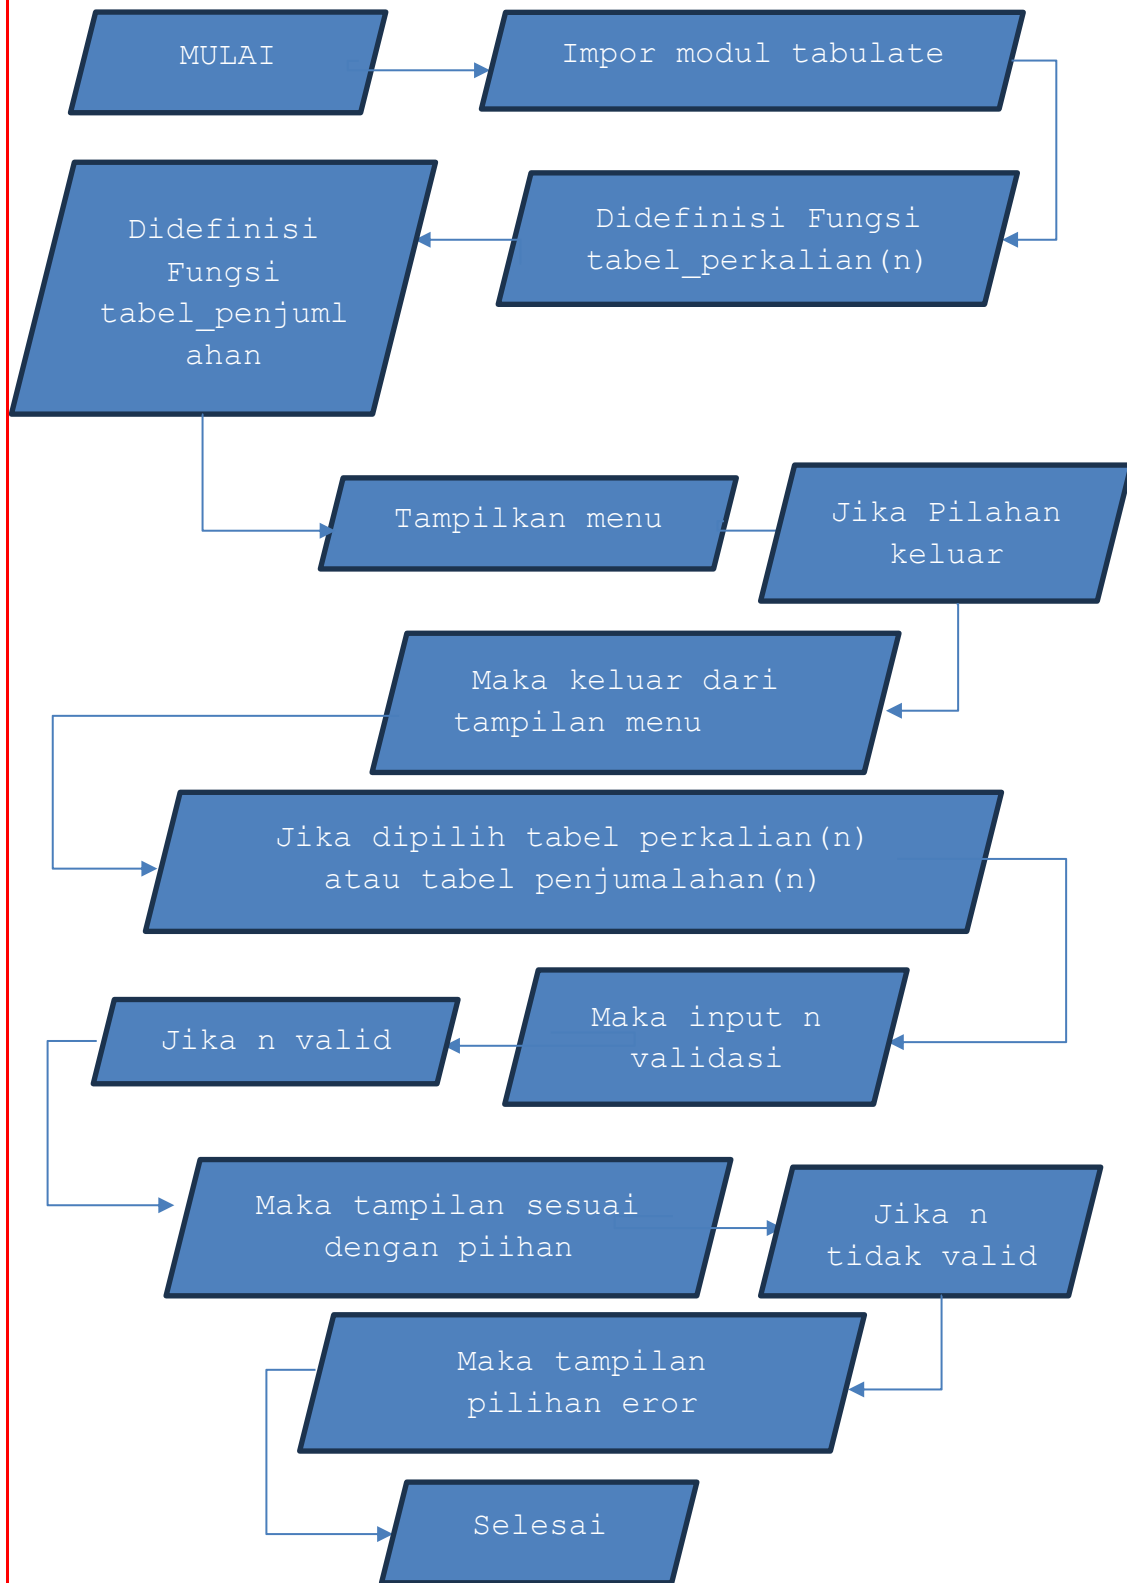 MULAI
Impor modul tabulate
Didefinisi Fungsi
tabel_perkalian(n)
Didefinisi
Fungsi
tabel_penjuml
ahan
Tampilkan menu
Jika Pilahan
keluar
Maka keluar dari
tampilan menu
Jika dipilih tabel perkalian(n)
atau tabel penjumalahan(n)
Maka input n
validasi
Jika n valid
Maka tampilan sesuai
dengan piihan
Jika n
tidak valid
Maka tampilan
pilihan eror
Selesai